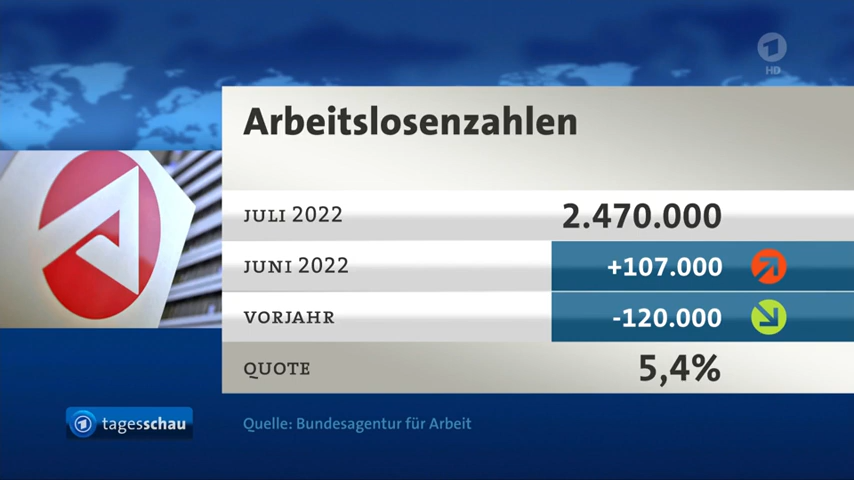 1
HD
Arbeitslosenzahlen
JULI 2022 2.470.000
JUNI 2022 +107.000
VORJAHR -120.000
QUOTE 5,4%
1 tagesschau
Quelle: Bundesagentur für Arbeit